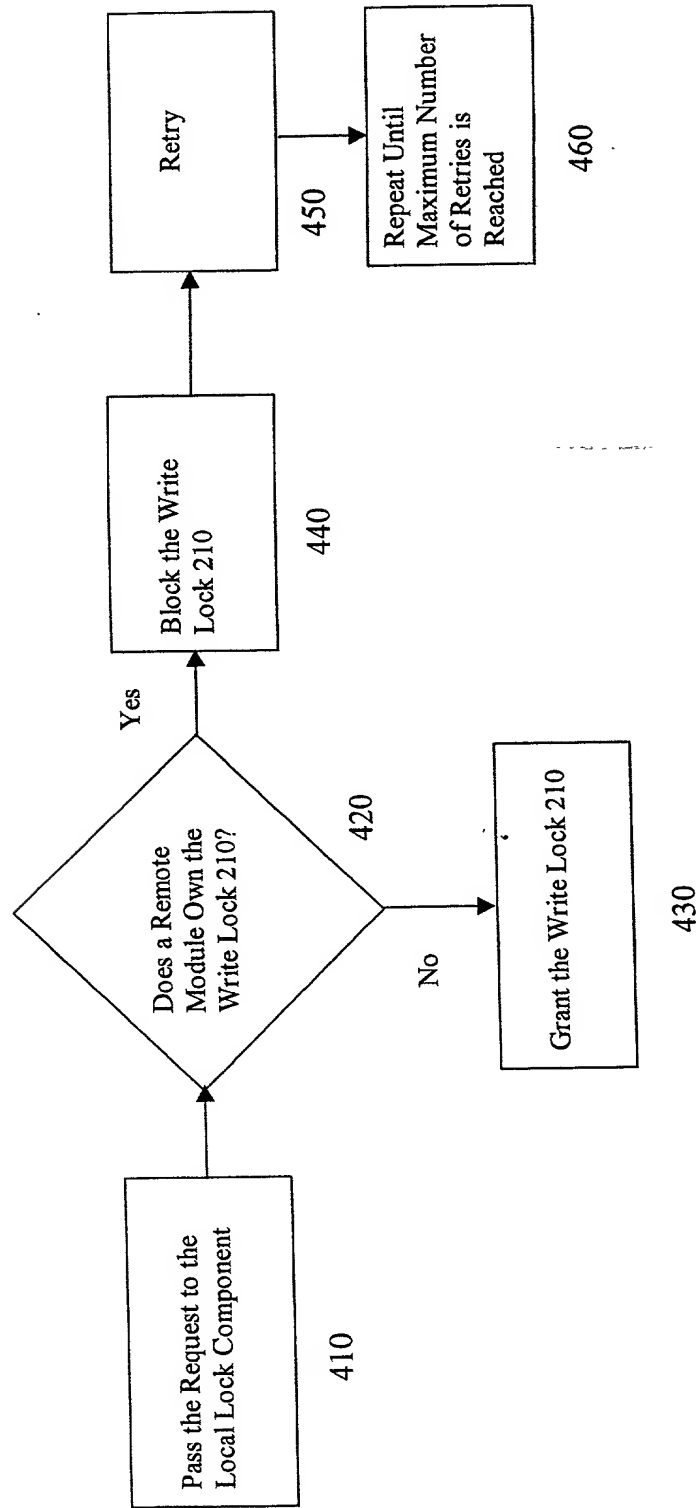 Pass the Request to the
Local Lock Component
410
Does a Remote
Module Own the
Write Lock 210?
420
Yes
No
Grant the Write Lock 210
430
Block the Write
Lock 210
440
Retry
450
Repeat Until
Maximum Number
of Retries is
Reached
460